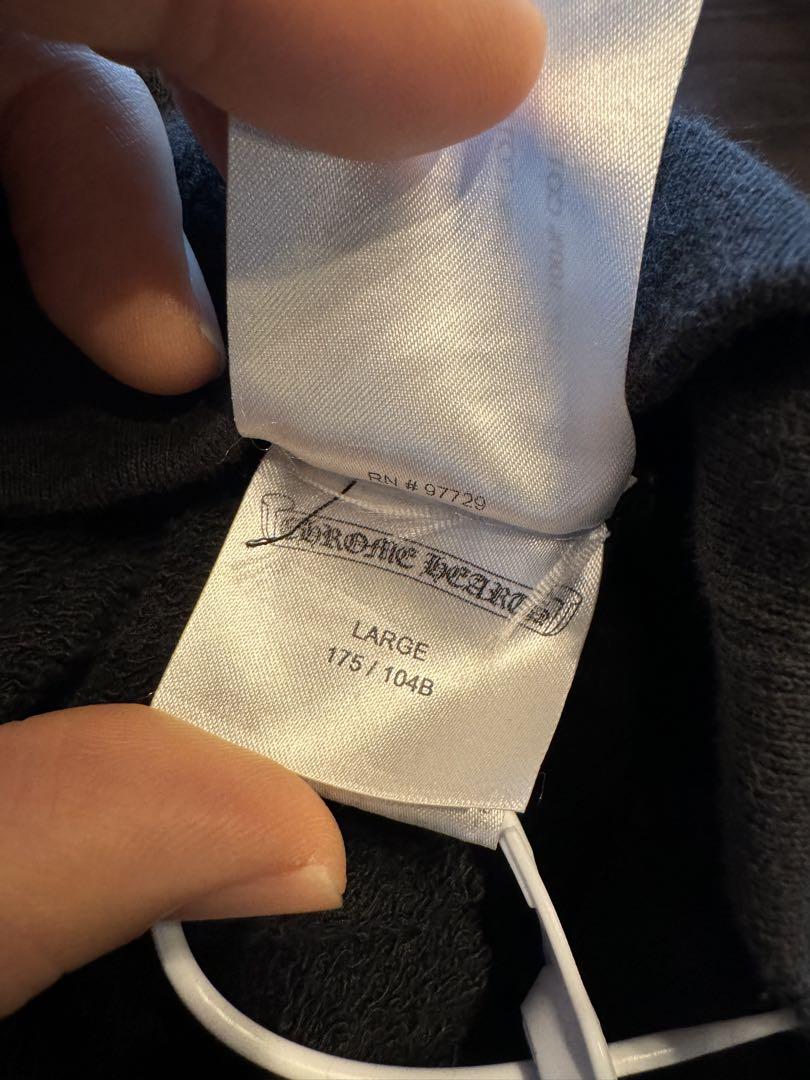 RN # 97729
CHROME HEARTS
LARGE
175 / 104B